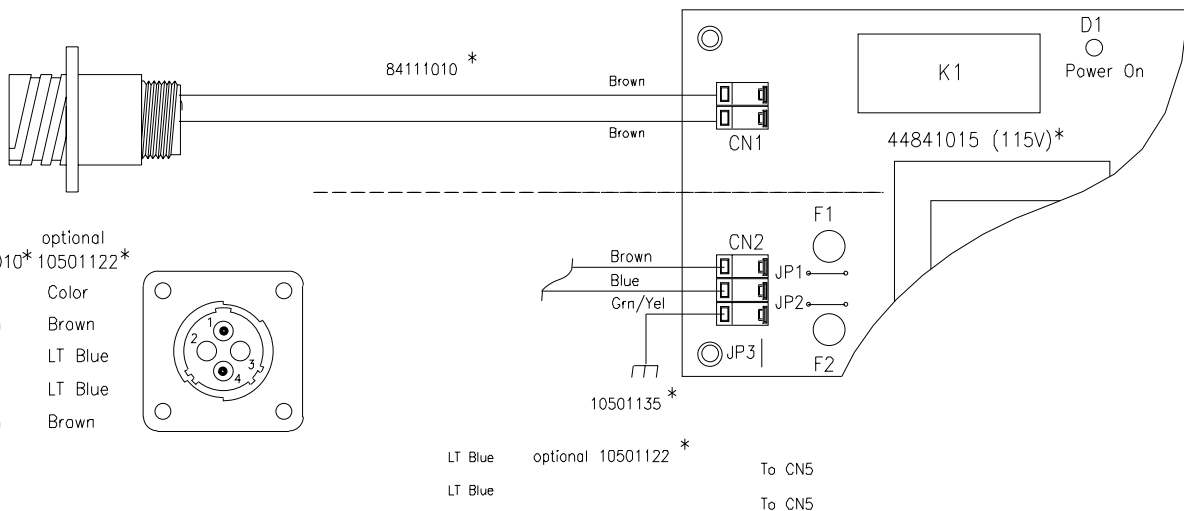 84111010 *
Brown
Brown
CN1
K1
D1
Power On
44841015 (115V)*
optional
10* 10501122*
Color
Brown
LT Blue
LT Blue
Brown
1
2
3
4
Brown
Blue
Grn/Yel
CN2
F1
JP1
JP2
F2
JP3
10501135 *
LT Blue optional 10501122 *
To CN5
LT Blue
To CN5